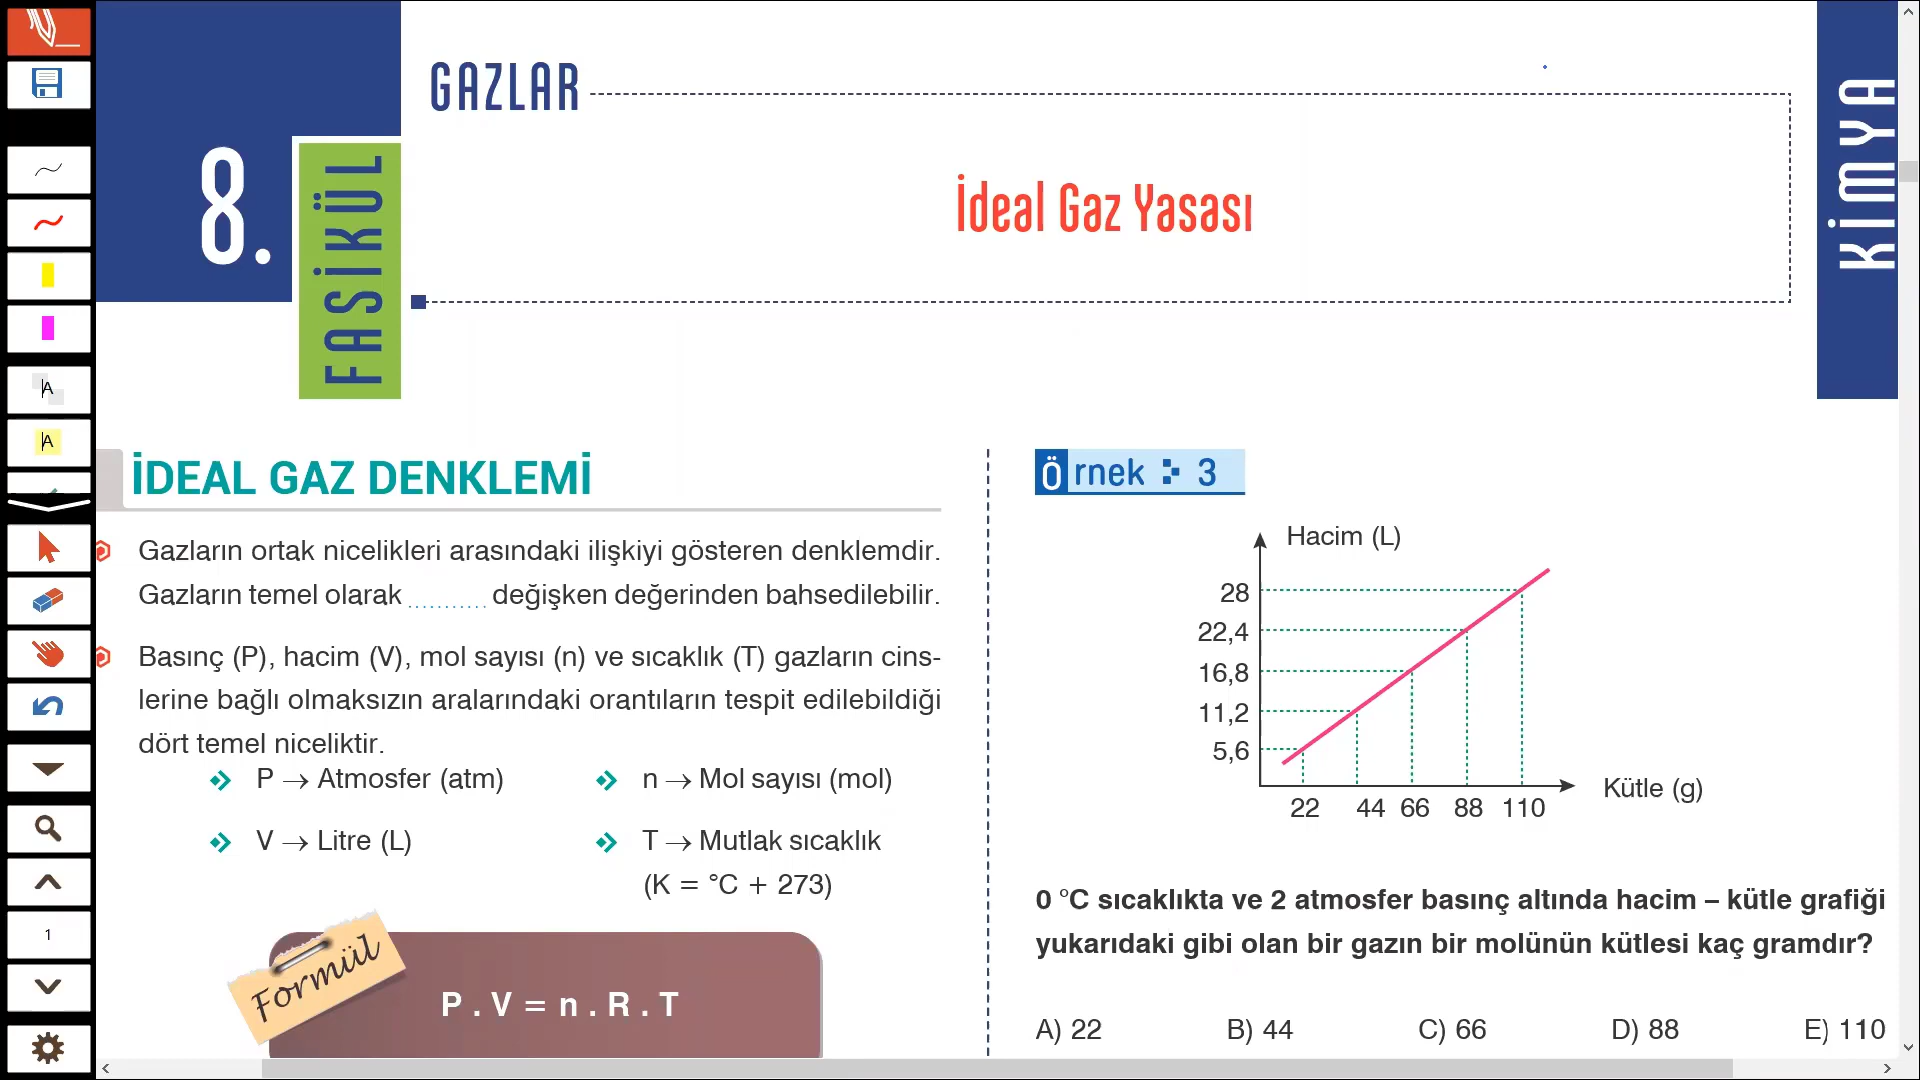 GAZLAR
8.
FASİKÜL
İdeal Gaz Yasası
KİMYA
İDEAL GAZ DENKLEMİ
Gazların ortak nicelikleri arasındaki ilişkiyi gösteren denklemdir.
Gazların temel olarak ........... değişken değerinden bahsedilebilir.
Basınç (P), hacim (V), mol sayısı (n) ve sıcaklık (T) gazların cins-
lerine bağlı olmaksızın aralarındaki orantıların tespit edilebildiği
dört temel niceliktir.
P → Atmosfer (atm)
n → Mol sayısı (mol)
V → Litre (L)
T → Mutlak sıcaklık
(K = °C + 273)
Formül
P . V = n . R . T
Örnek 3
Hacim (L)
28
22,4
16,8
11,2
5,6
22 44 66 88 110
Kütle (g)
0 °C sıcaklıkta ve 2 atmosfer basınç altında hacim – kütle grafiği
yukarıdaki gibi olan bir gazın bir molünün kütlesi kaç gramdır?
A) 22 B) 44 C) 66 D) 88 E) 110
A
A
1